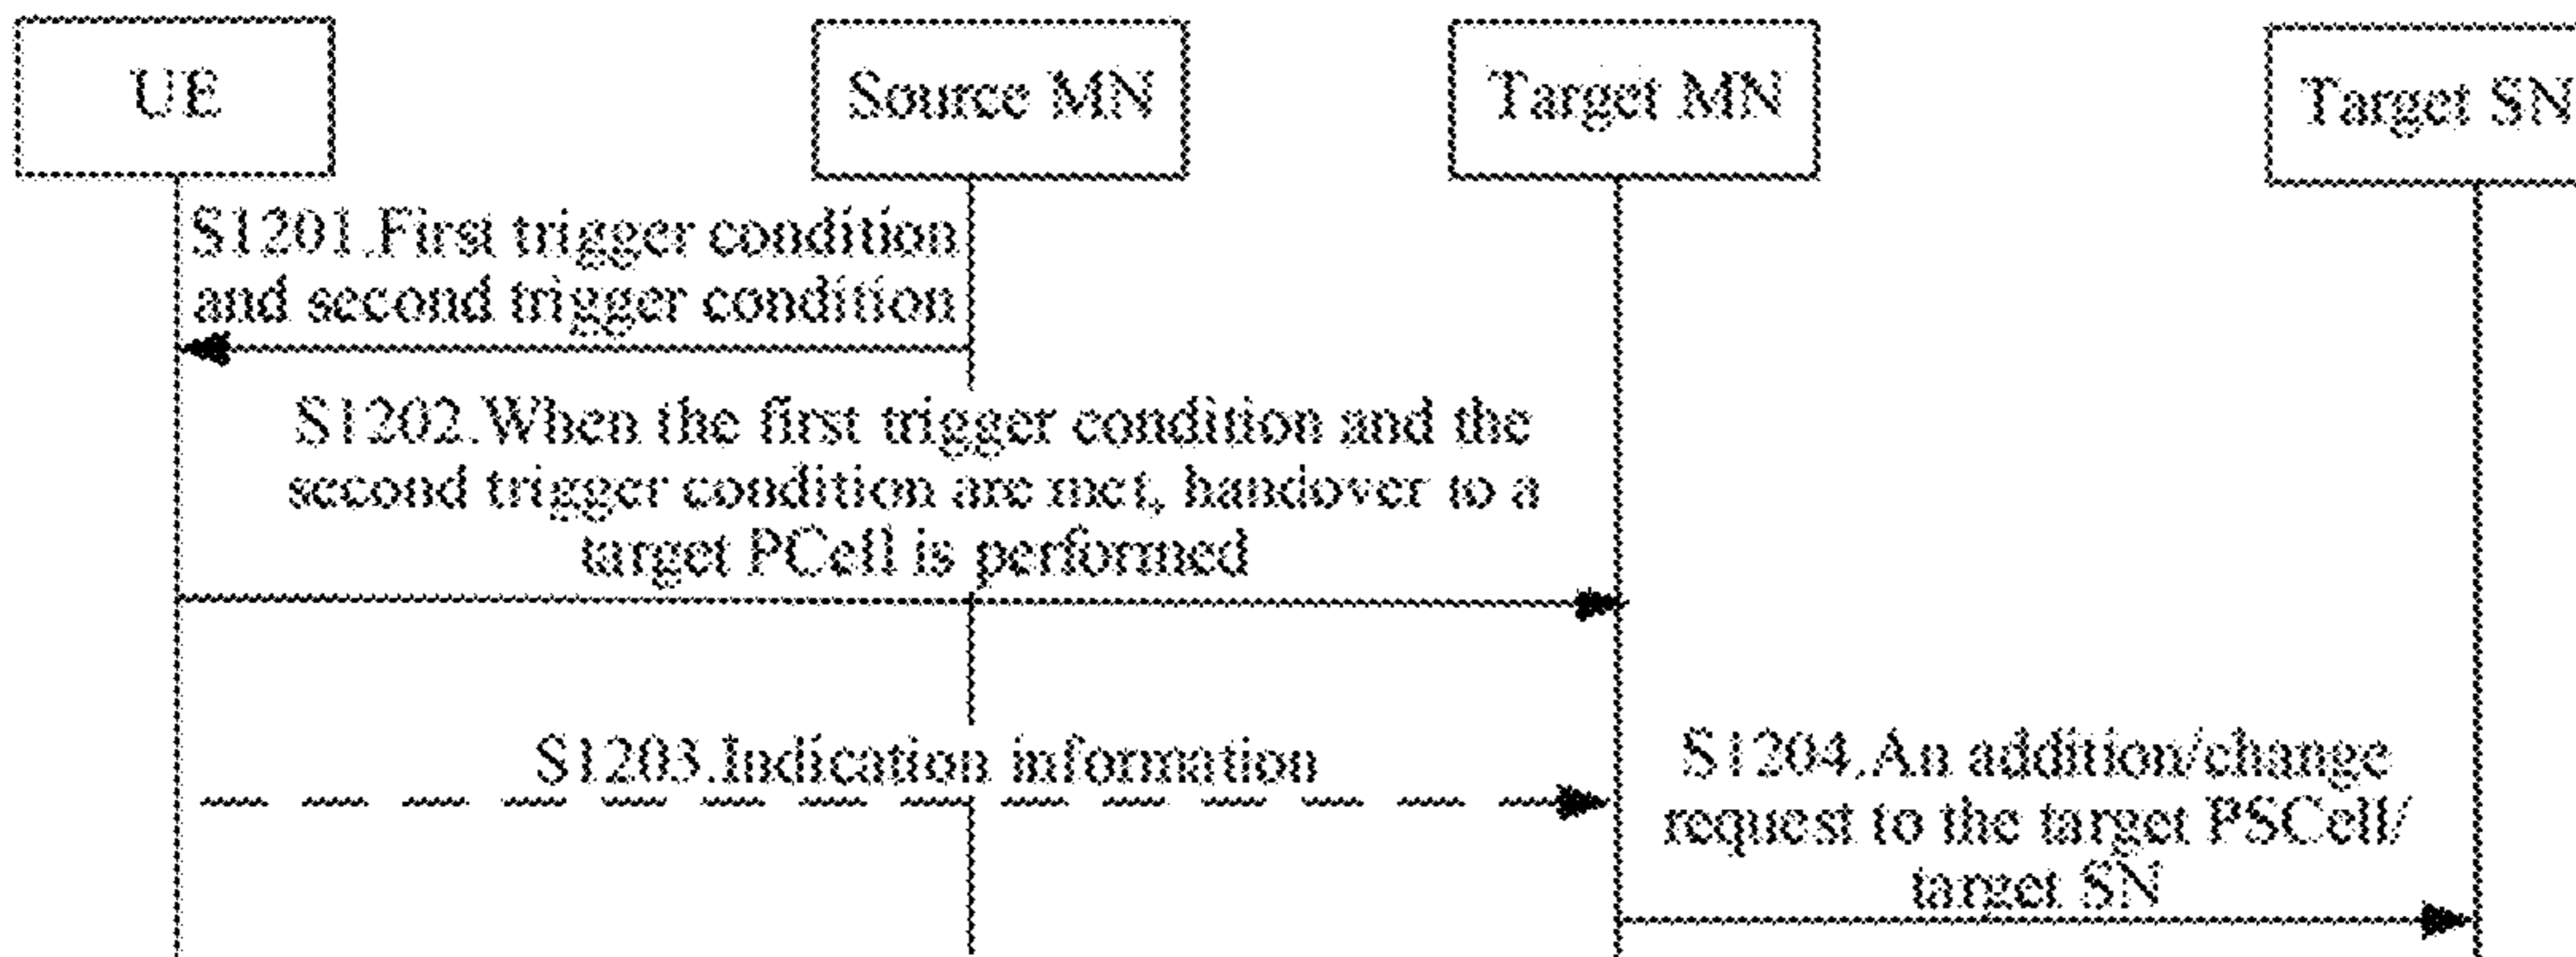 UE
Source MN
Target MN
Target SN
S1201.First trigger condition
and second trigger condition
S1202.When the first trigger condition and the
second trigger condition are met, handover to a
target PCell is performed
S1203.Indication information
S1204.An addition/change
request to the target PSCell/
target SN